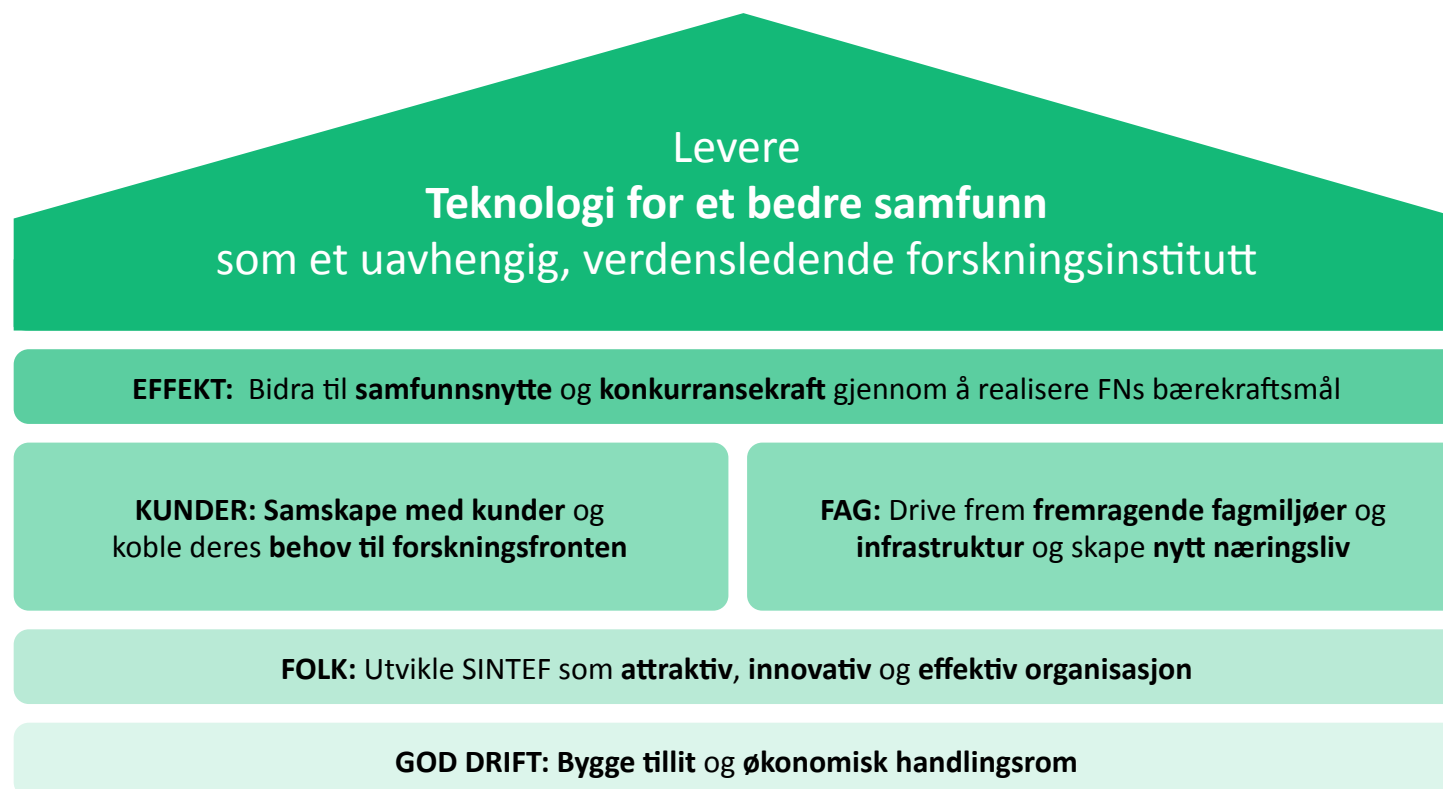 Levere
Teknologi for et bedre samfunn
som et uavhengig, verdensledende forskningsinstitutt
EFFEKT: Bidra til samfunnsnytte og konkurransekraft gjennom å realisere FNs bærekraftsmål
KUNDER: Samskape med kunder og
koble deres behov til forskningsfronten
FAG: Drive frem fremragende fagmiljøer og
infrastruktur og skape nytt næringsliv
FOLK: Utvikle SINTEF som attraktiv, innovativ og effektiv organisasjon
GOD DRIFT: Bygge tillit og økonomisk handlingsrom